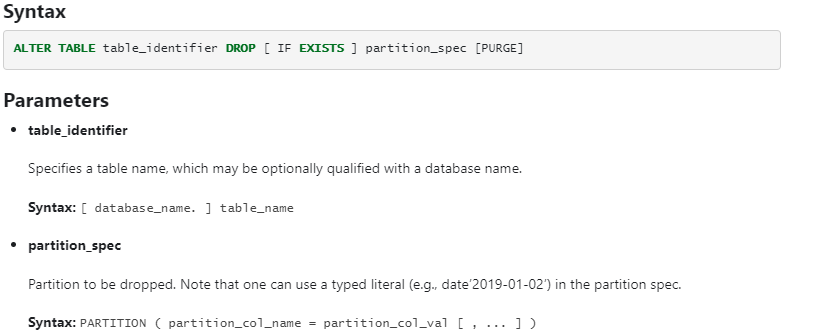 Syntax
ALTER TABLE table_identifier DROP [ IF EXISTS ] partition_spec [PURGE]
Parameters
• table_identifier
Specifies a table name, which may be optionally qualified with a database name.
Syntax: [ database_name. ] table_name
• partition_spec
Partition to be dropped. Note that one can use a typed literal (e.g., date’2019-01-02’) in the partition spec.
Syntax: PARTITION ( partition_col_name = partition_col_val [ , ... ] )